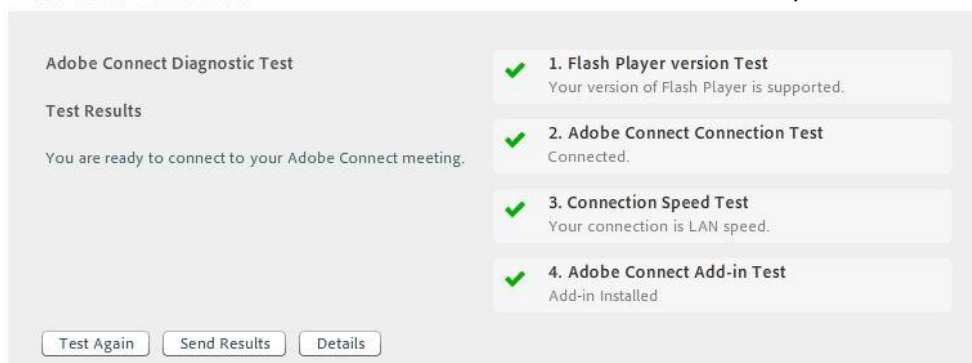 Adobe Connect Diagnostic Test
Test Results
You are ready to connect to your Adobe Connect meeting.
1. Flash Player version Test
Your version of Flash Player is supported.
2. Adobe Connect Connection Test
Connected.
3. Connection Speed Test
Your connection is LAN speed.
4. Adobe Connect Add-in Test
Add-in Installed
Test Again Send Results Details